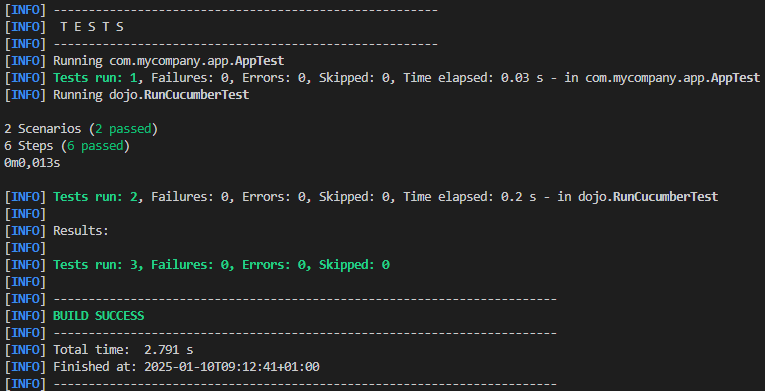 [INFO] -------------------------------------------------------
[INFO]  T E S T S
[INFO] -------------------------------------------------------
[INFO] Running com.mycompany.app.AppTest
[INFO] Tests run: 1, Failures: 0, Errors: 0, Skipped: 0, Time elapsed: 0.03 s - in com.mycompany.app.AppTest
[INFO] Running dojo.RunCucumberTest
2 Scenarios (2 passed)
6 Steps (6 passed)
0m0,013s
[INFO] Tests run: 2, Failures: 0, Errors: 0, Skipped: 0, Time elapsed: 0.2 s - in dojo.RunCucumberTest
[INFO]
[INFO] Results:
[INFO]
[INFO] Tests run: 3, Failures: 0, Errors: 0, Skipped: 0
[INFO]
[INFO] ------------------------------------------------------------------------
[INFO] BUILD SUCCESS
[INFO] ------------------------------------------------------------------------
[INFO] Total time:  2.791 s
[INFO] Finished at: 2025-01-10T09:12:41+01:00
[INFO] ------------------------------------------------------------------------